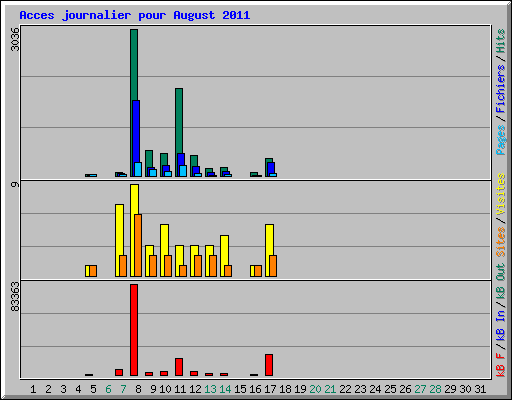 Acces journalier pour August 2011
3036
9
83363
Pages/Fichiers/Hits
Sites/Visites
kB F/kB In/kB Out
1 2 3 4 5 6 7 8 9 10 11 12 13 14 15 16 17 18 19 20 21 22 23 24 25 26 27 28 29 30 31